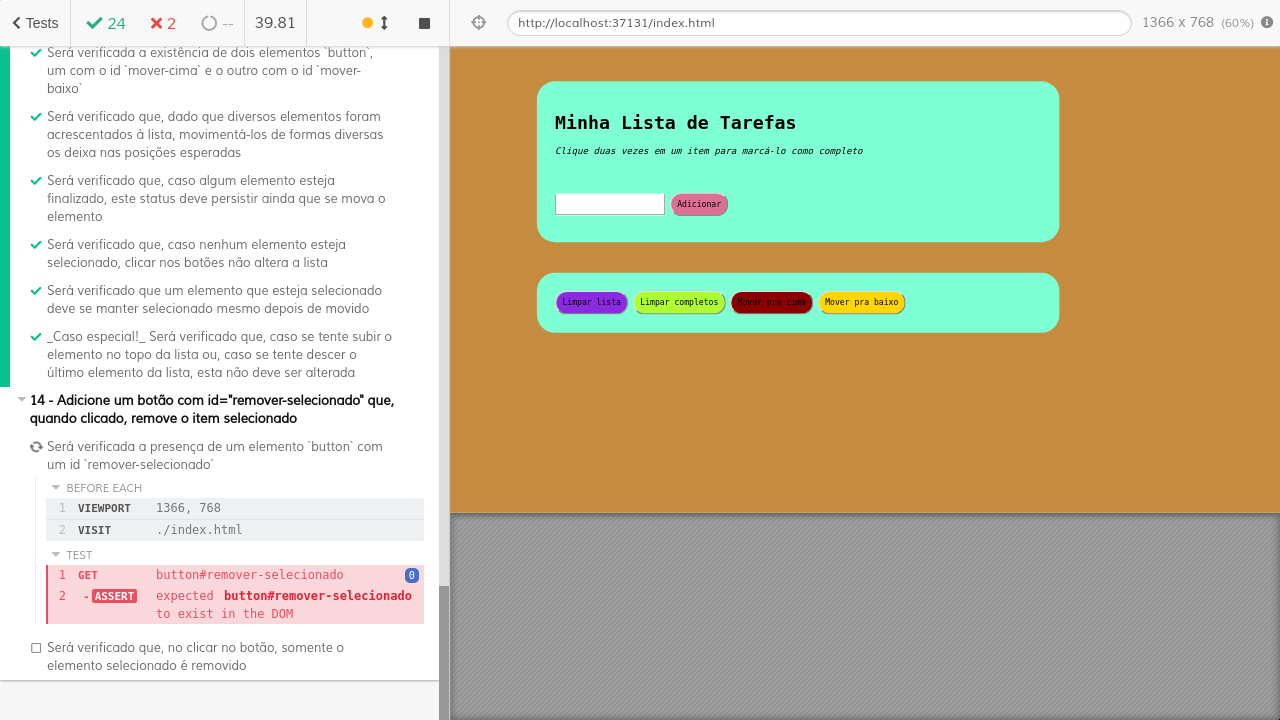 Tests 24 2 -- 39.81 http://localhost:37131/index.html 1366 x 768 (60%)
Será verificada a existência de dois elementos `button`,
um com o id `mover-cima` e o outro com o id `mover-
baixo`
Será verificado que, dado que diversos elementos foram
acrescentados à lista, movimentá-los de formas diversas
os deixa nas posições esperadas
Será verificado que, caso algum elemento esteja
finalizado, este status deve persistir ainda que se mova o
elemento
Será verificado que, caso nenhum elemento esteja
selecionado, clicar nos botões não altera a lista
Será verificado que um elemento que esteja selecionado
deve se manter selecionado mesmo depois de movido
_Caso especial!_ Será verificado que, caso se tente subir o
elemento no topo da lista ou, caso se tente descer o
último elemento da lista, esta não deve ser alterada
14 - Adicione um botão com id="remover-selecionado" que,
quando clicado, remove o item selecionado
Será verificada a presença de um elemento `button` com
um id `remover-selecionado`
BEFORE EACH
1 VIEWPORT 1366, 768
2 VISIT ./index.html
TEST
1 GET button#remover-selecionado 0
2 -ASSERT expected button#remover-selecionado
to exist in the DOM
Será verificado que, no clicar no botão, somente o
elemento selecionado é removido
Minha Lista de Tarefas
Clique duas vezes em um item para marcá-lo como completo
Adicionar
Limpar lista Limpar completos Mover pra cima Mover pra baixo